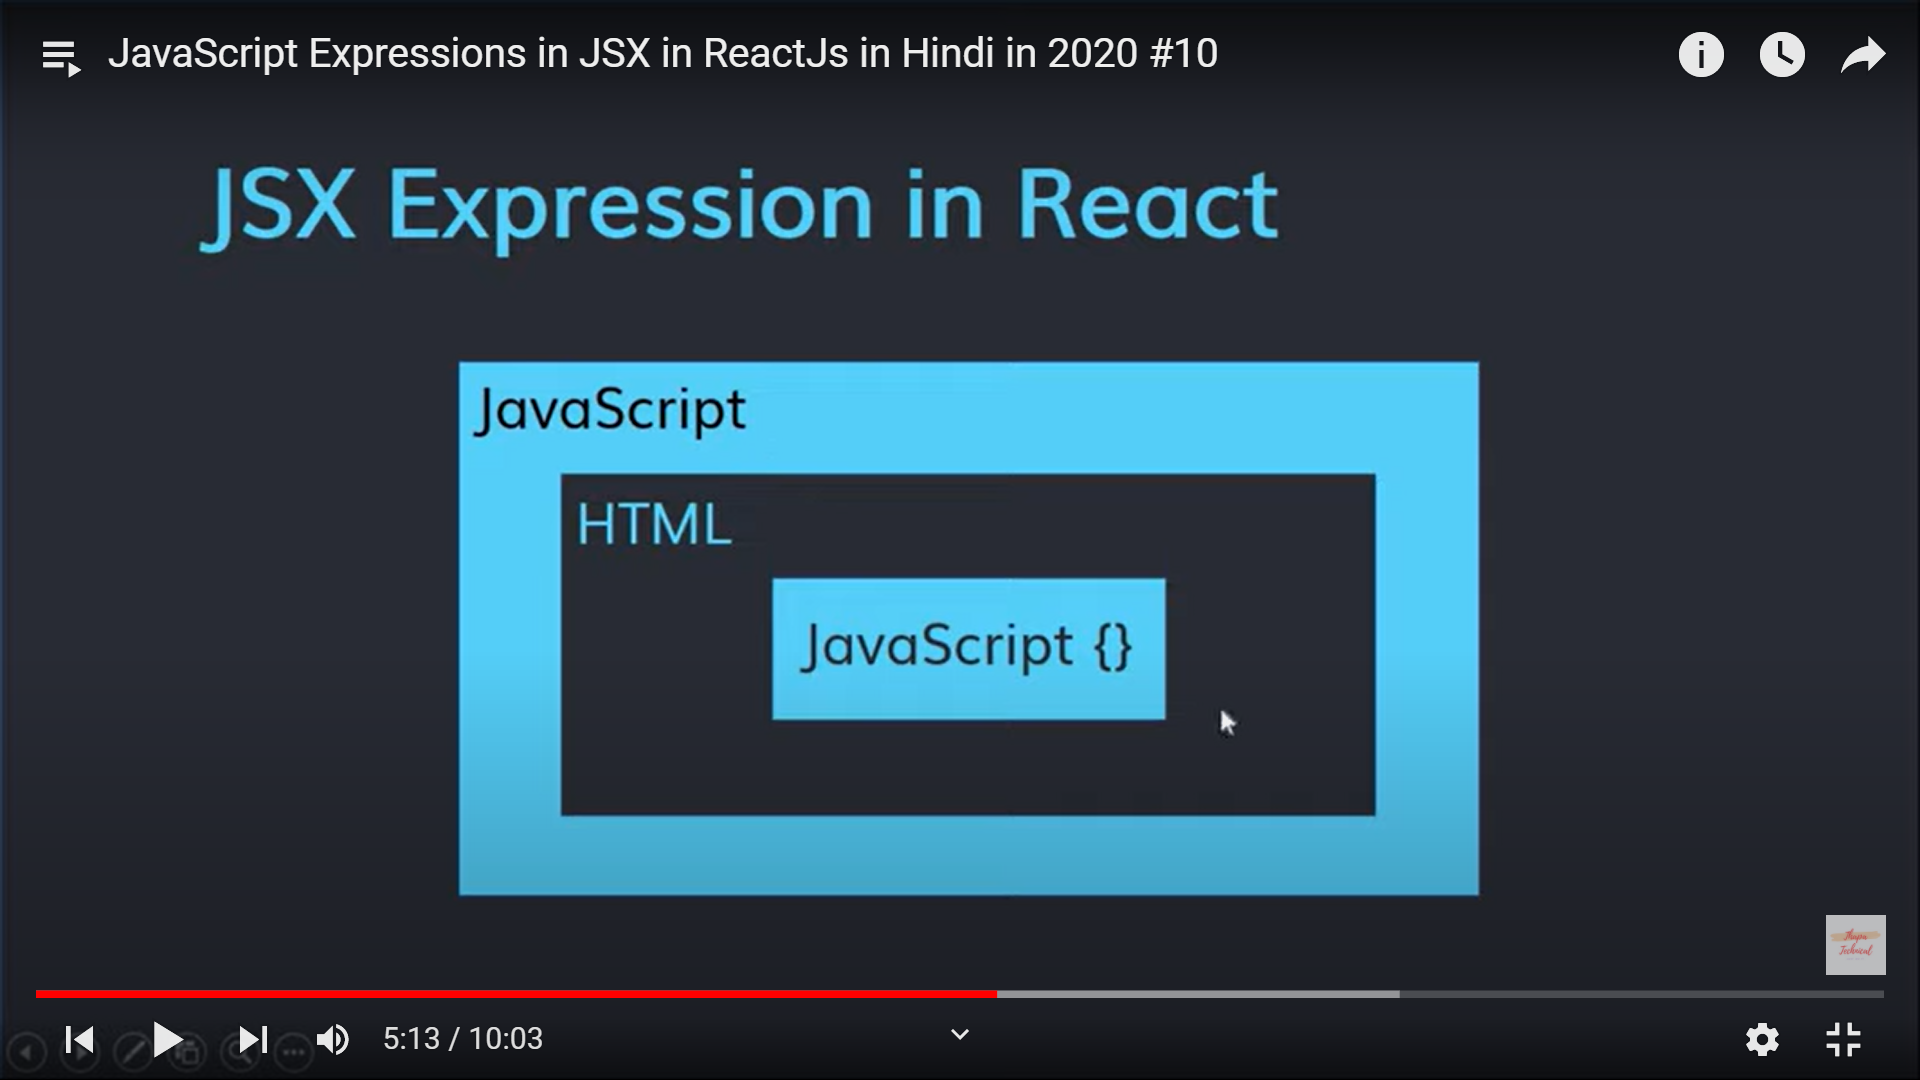 JavaScript Expressions in JSX in ReactJs in Hindi in 2020 #10
JSX Expression in React
JavaScript
HTML
JavaScript {}
Thapa
Technical
5:13 / 10:03